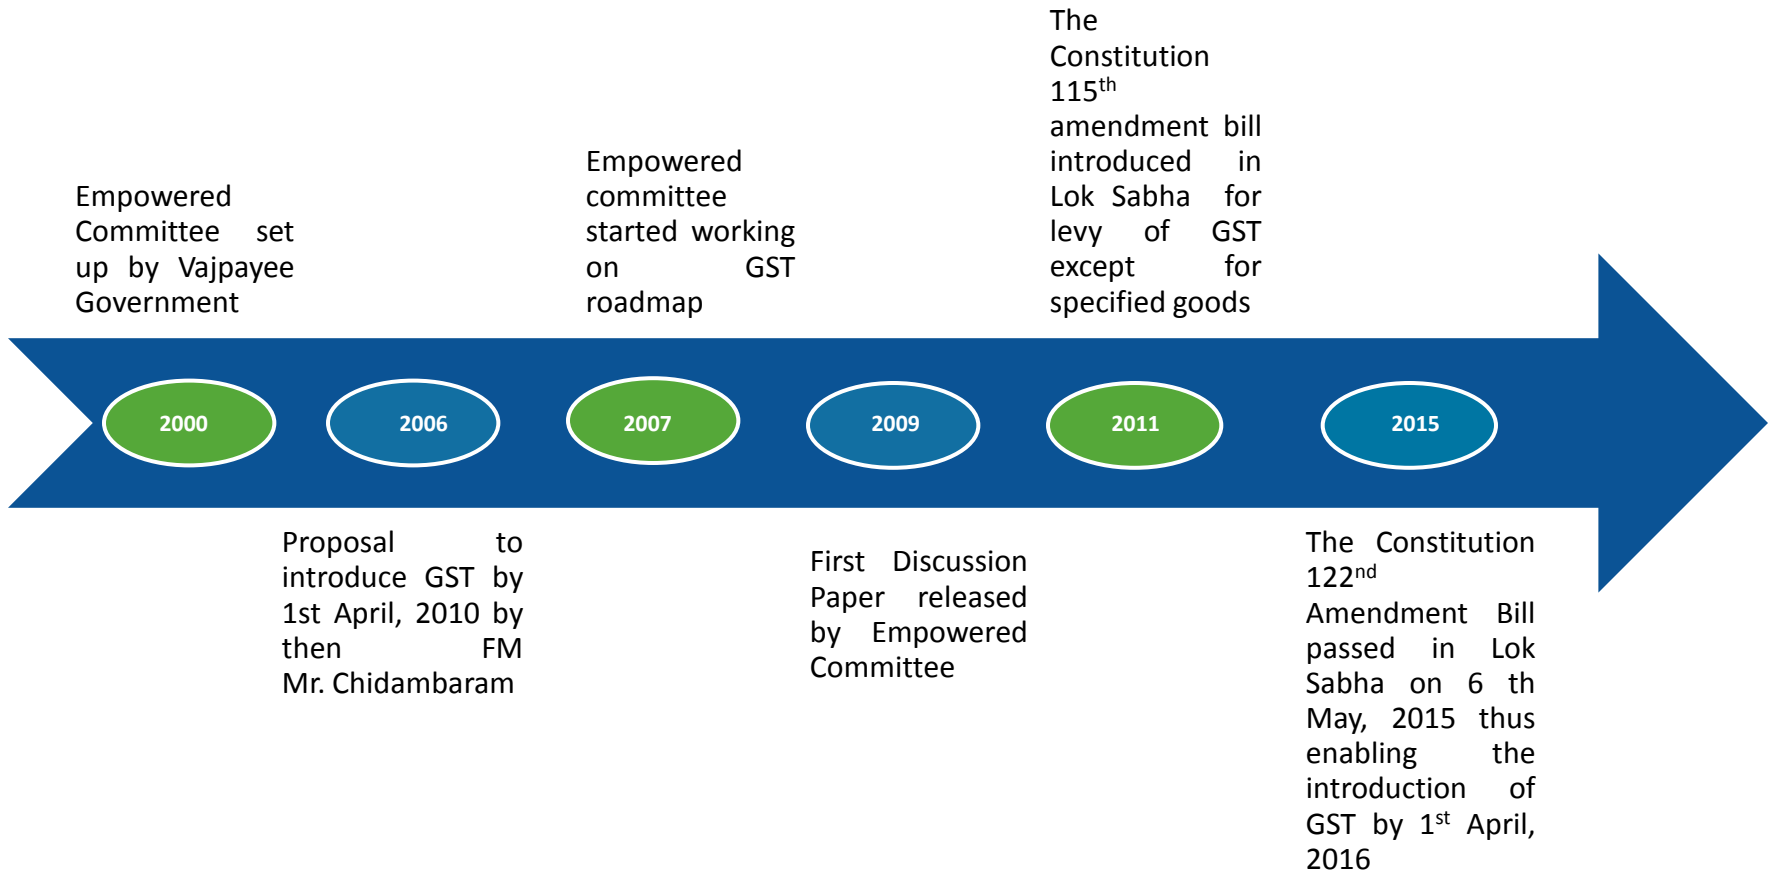 Empowered
Committee set
up by Vajpayee
Government
Empowered
committee
started working
on GST
roadmap
The
Constitution
115th
amendment bill
introduced in
Lok Sabha for
levy of GST
except for
specified goods
2000
2006
2007
2009
2011
2015
Proposal to
introduce GST by
1st April, 2010 by
then FM
Mr. Chidambaram
First Discussion
Paper released
by Empowered
Committee
The Constitution
122nd
Amendment Bill
passed in Lok
Sabha on 6 th
May, 2015 thus
enabling the
introduction of
GST by 1st April,
2016